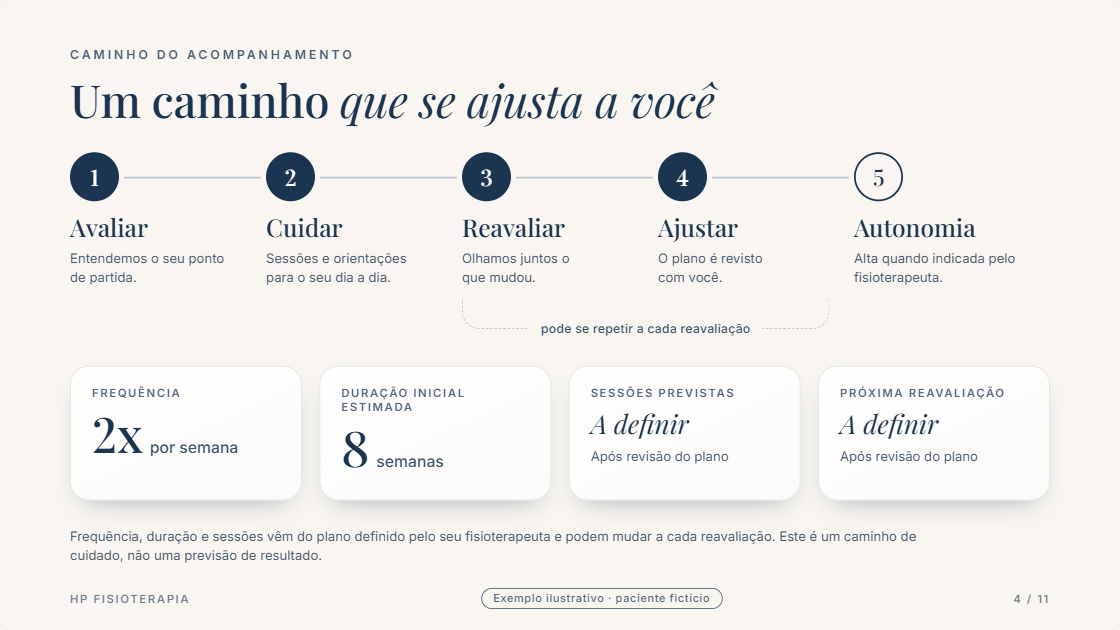 CAMINHO DO ACOMPANHAMENTO
Um caminho que se ajusta a você
1
2
3
4
5
Avaliar
Cuidar
Reavaliar
Ajustar
Autonomia
Entendemos o seu ponto
de partida.
Sessões e orientações
para o seu dia a dia.
Olhamos juntos o
que mudou.
O plano é revisto
com você.
Alta quando indicada pelo
fisioterapeuta.
pode se repetir a cada reavaliação
FREQUÊNCIA
2x por semana
DURAÇÃO INICIAL
ESTIMADA
8 semanas
SESSÕES PREVISTAS
A definir
Após revisão do plano
PRÓXIMA REAVALIAÇÃO
A definir
Após revisão do plano
Frequência, duração e sessões vêm do plano definido pelo seu fisioterapeuta e podem mudar a cada reavaliação. Este é um caminho de
cuidado, não uma previsão de resultado.
HP FISIOTERAPIA
Exemplo ilustrativo · paciente fictício
4 / 11